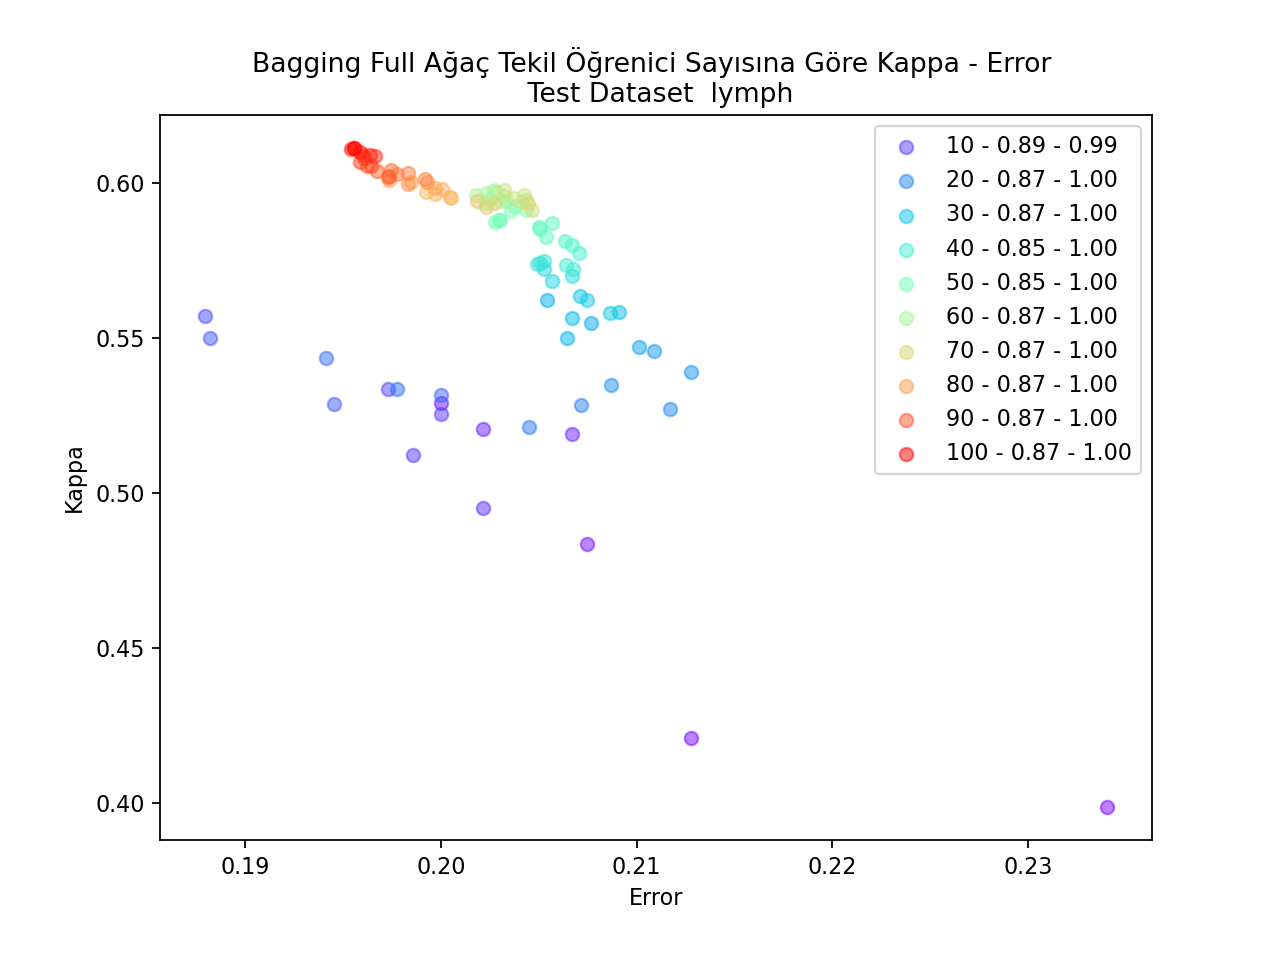 Bagging Full Ağaç Tekil Öğrenici Sayısına Göre Kappa - Error
Test Dataset  lymph
10 - 0.89 - 0.99
20 - 0.87 - 1.00
30 - 0.87 - 1.00
40 - 0.85 - 1.00
50 - 0.85 - 1.00
60 - 0.87 - 1.00
70 - 0.87 - 1.00
80 - 0.87 - 1.00
90 - 0.87 - 1.00
100 - 0.87 - 1.00
Kappa
0.60
0.55
0.50
0.45
0.40
0.19 0.20 0.21 0.22 0.23
Error